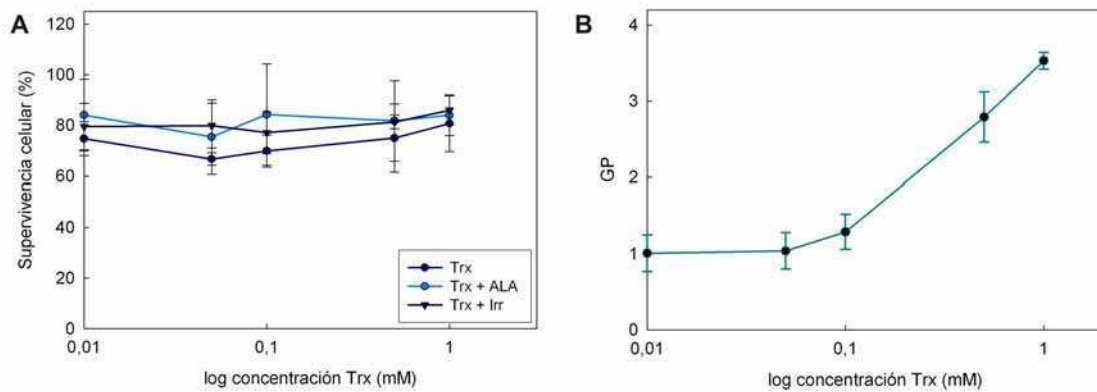 A
Supervivencia celular (%)
120
100
80
60
40
20
0
0,01
0,1
1
log concentración Trx (mM)
Trx
Trx + ALA
Trx + Irr
B
GP
4
3
2
1
0
0,01
0,1
1
log concentración Trx (mM)